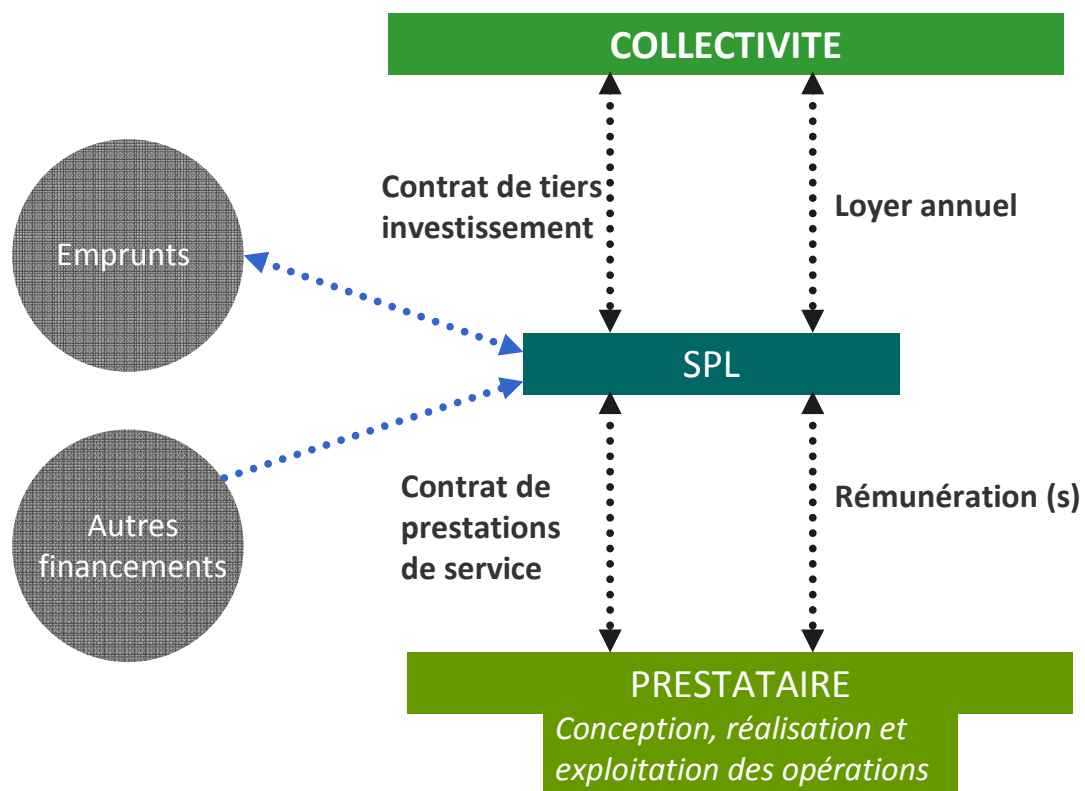 COLLECTIVITE
Contrat de tiers
investissement
Loyer annuel
Emprunts
SPL
Contrat de
prestations
de service
Rémunération (s)
Autres
financements
PRESTATAIRE
Conception, réalisation et
exploitation des opérations